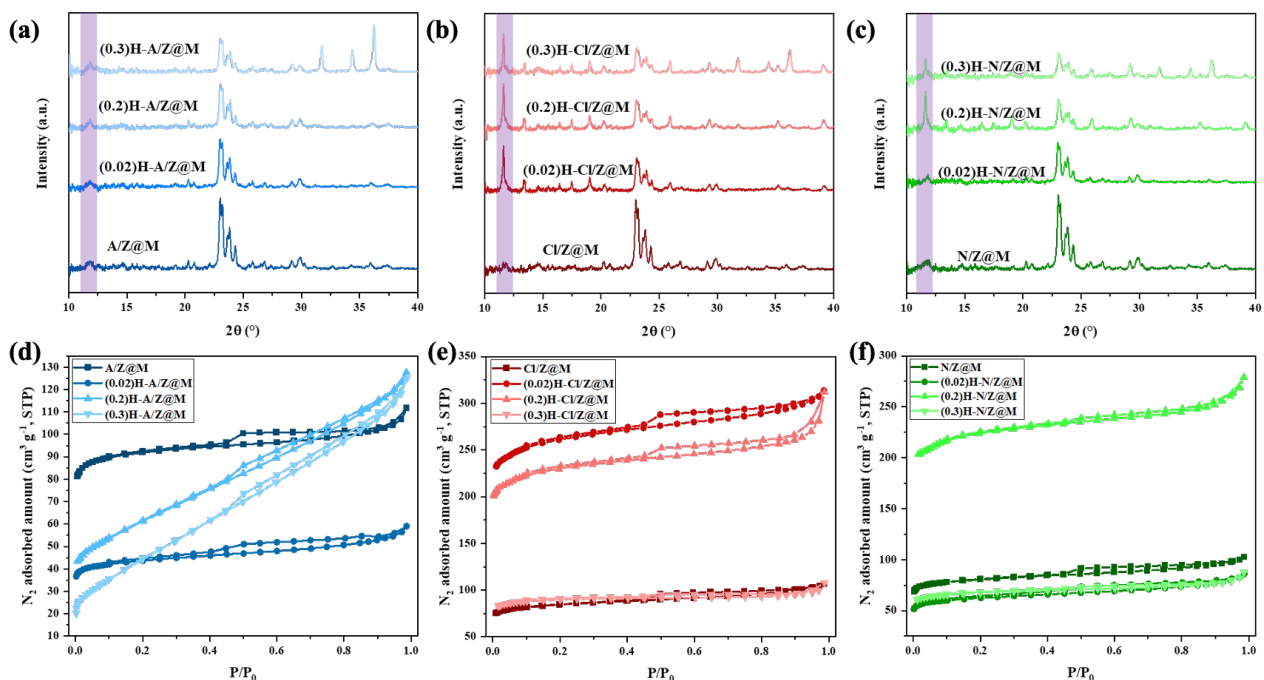 (a)
(0.3)H-A/Z@M
(0.2)H-A/Z@M
(0.02)H-A/Z@M
A/Z@M
Intensity (a.u.)
10 15 20 25 30 35 40
2θ (°)
(b)
(0.3)H-Cl/Z@M
(0.2)H-Cl/Z@M
(0.02)H-Cl/Z@M
Cl/Z@M
Intensity (a.u.)
10 15 20 25 30 35 40
2θ (°)
(c)
(0.3)H-N/Z@M
(0.2)H-N/Z@M
(0.02)H-N/Z@M
N/Z@M
Intensity (a.u.)
10 15 20 25 30 35 40
2θ (°)
(d)
A/Z@M
(0.02)H-A/Z@M
(0.2)H-A/Z@M
(0.3)H-A/Z@M
N₂ adsorbed amount (cm³ g⁻¹, STP)
130
120
110
100
90
80
70
60
50
40
30
20
10
0.0 0.2 0.4 0.6 0.8 1.0
P/P₀
(e)
Cl/Z@M
(0.02)H-Cl/Z@M
(0.2)H-Cl/Z@M
(0.3)H-Cl/Z@M
N₂ adsorbed amount (cm³ g⁻¹, STP)
350
300
250
200
150
100
50
0.0 0.2 0.4 0.6 0.8 1.0
P/P₀
(f)
N/Z@M
(0.02)H-N/Z@M
(0.2)H-N/Z@M
(0.3)H-N/Z@M
N₂ adsorbed amount (cm³ g⁻¹, STP)
300
250
200
150
100
50
0.0 0.2 0.4 0.6 0.8 1.0
P/P₀